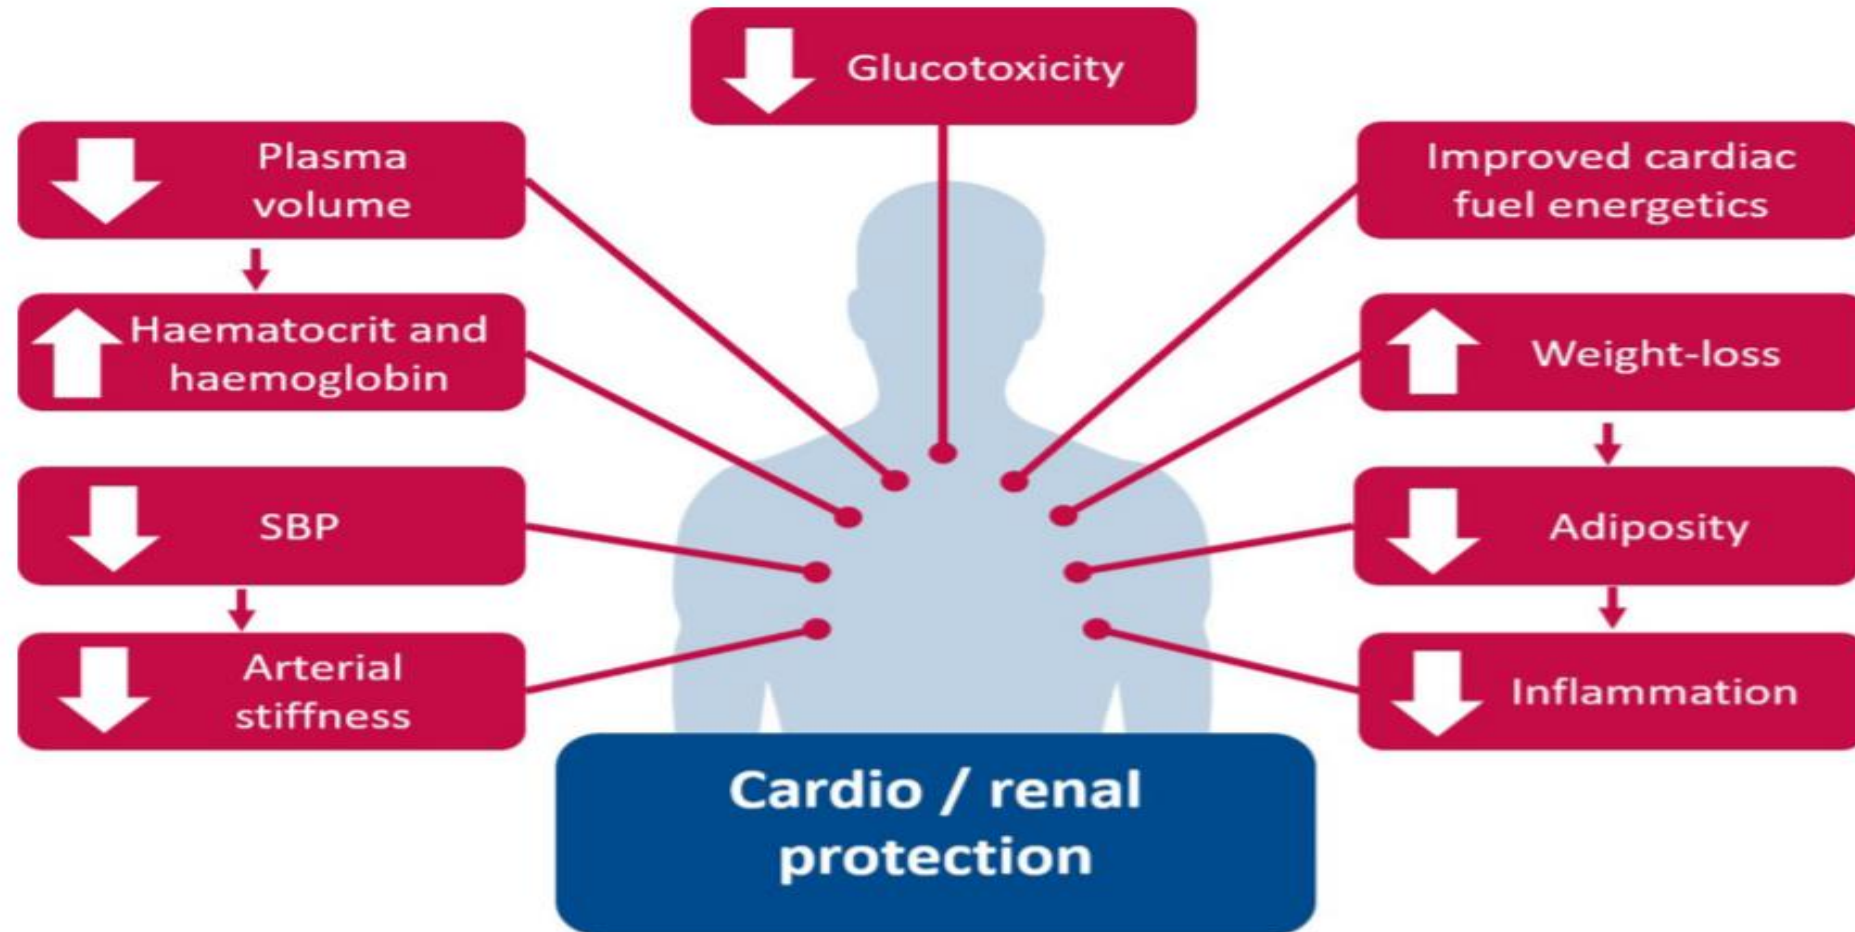 Glucotoxicity
Plasma
volume
Haematocrit and
haemoglobin
SBP
Arterial
stiffness
Improved cardiac
fuel energetics
Weight-loss
Adiposity
Inflammation
Cardio / renal
protection